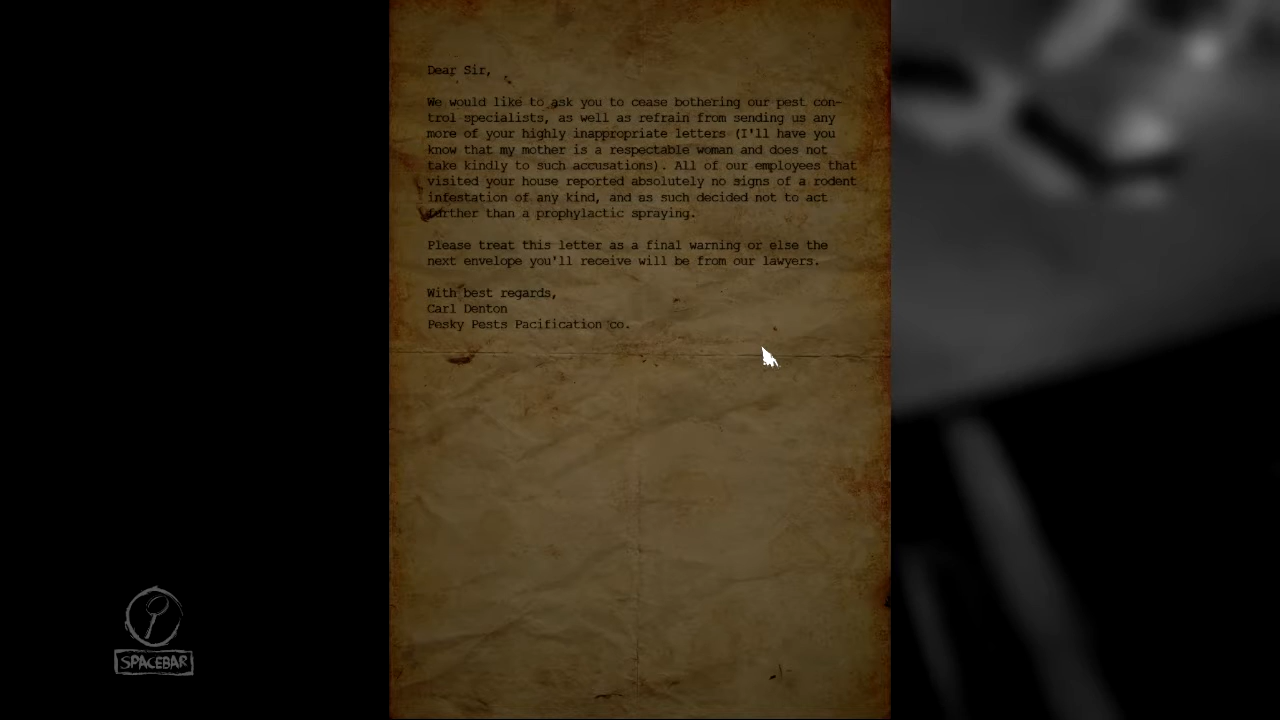 Dear Sir,
We would like to ask you to cease bothering our pest con-
trol specialists, as well as refrain from sending us any
more of your highly inappropriate letters (I'll have you
know that my mother is a respectable woman and does not
take kindly to such accusations). All of our employees that
visited your house reported absolutely no signs of a rodent
infestation of any kind, and as such decided not to act
further than a prophylactic spraying.
Please treat this letter as a final warning or else the
next envelope you'll receive will be from our lawyers.
With best regards,
Carl Denton
Pesky Pests Pacification co.
SPACEBAR